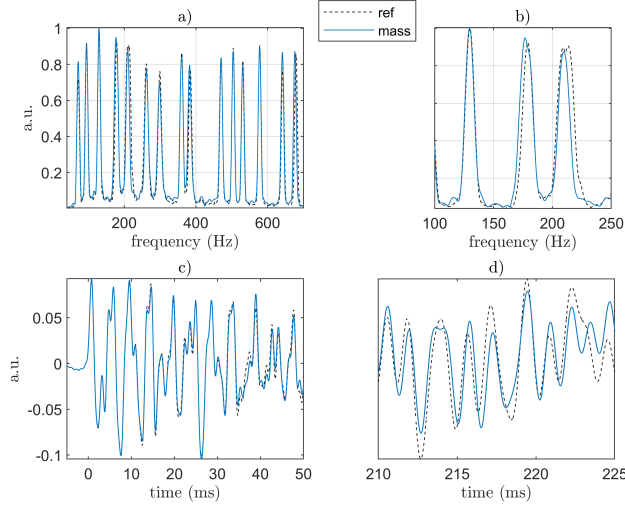 a)
ref
mass
b)
1
0.8
0.6
0.4
0.2
a.u.
200 400 600
frequency (Hz)
100 150 200 250
frequency (Hz)
c)
d)
0.05
0
-0.05
-0.1
a.u.
0 10 20 30 40 50
time (ms)
210 215 220 225
time (ms)